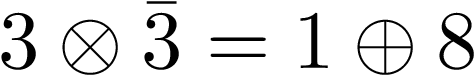 3 ⊗ 3̅ = 1 ⊕ 8